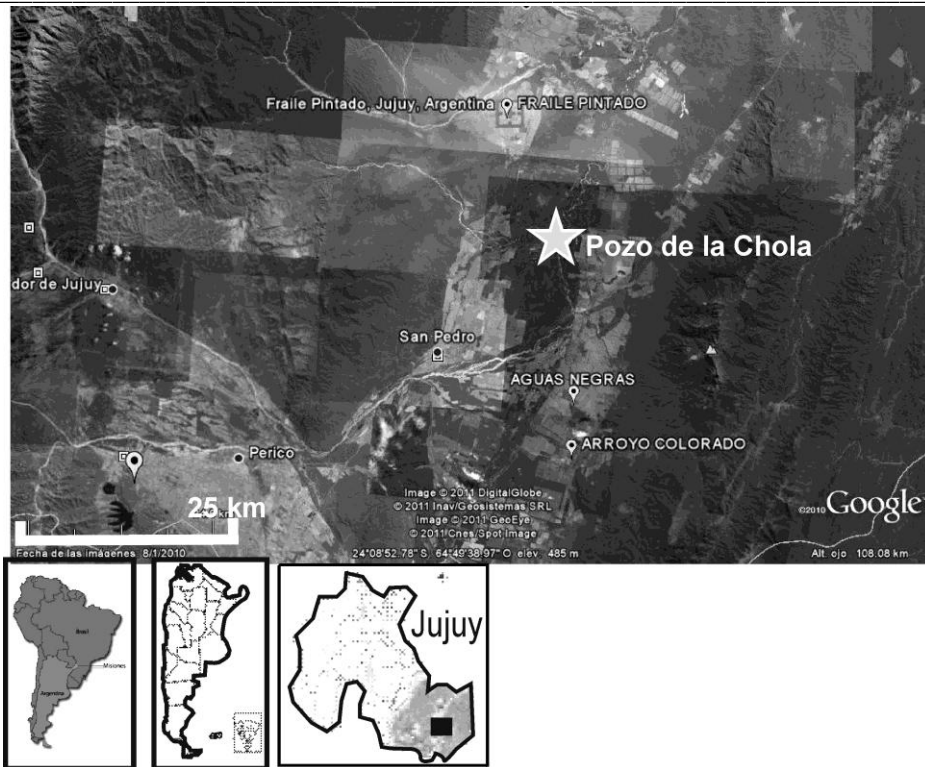 Fraile Pintado, Jujuy, Argentina
FRAILE PINTADO
Pozo de la Chola
dor de Jujuy
San Pedro
AGUAS NEGRAS
ARROYO COLORADO
Perico
25 km
Image © 2011 DigitalGlobe
© 2011 Inav/Geosistemas SRL
Image © 2011 GeoEye
© 2011 Cnes/Spot Image
©2010 Google
Fecha de las imágenes 8/1/2010
24°08'52.78" S, 64°49'38.97" O elev. 485 m
Alt. ojo 108.08 km
Brasil
Misiones
Argentina
Jujuy